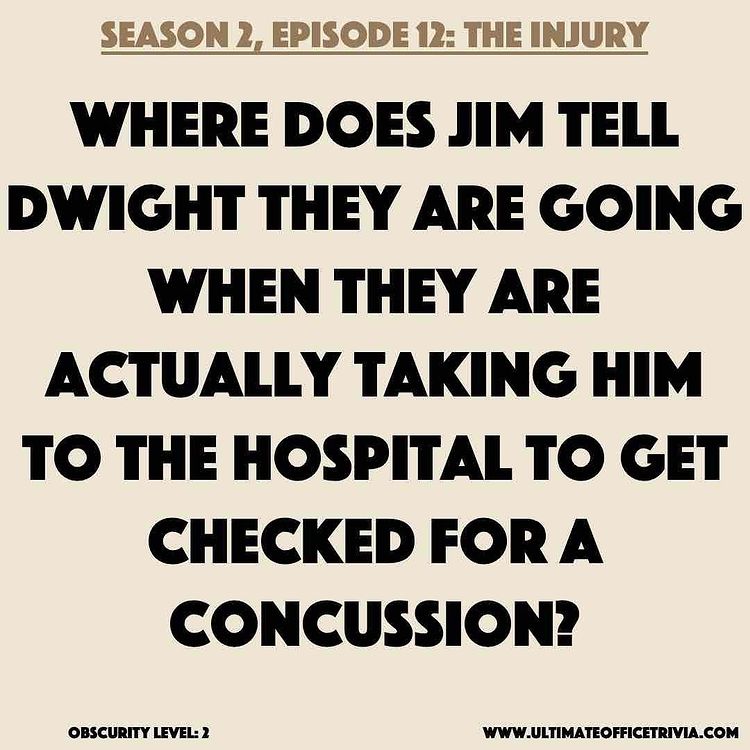 SEASON 2, EPISODE 12: THE INJURY
WHERE DOES JIM TELL
DWIGHT THEY ARE GOING
WHEN THEY ARE
ACTUALLY TAKING HIM
TO THE HOSPITAL TO GET
CHECKED FOR A
CONCUSSION?
OBSCURITY LEVEL: 2
WWW.ULTIMATEOFFICETRIVIA.COM